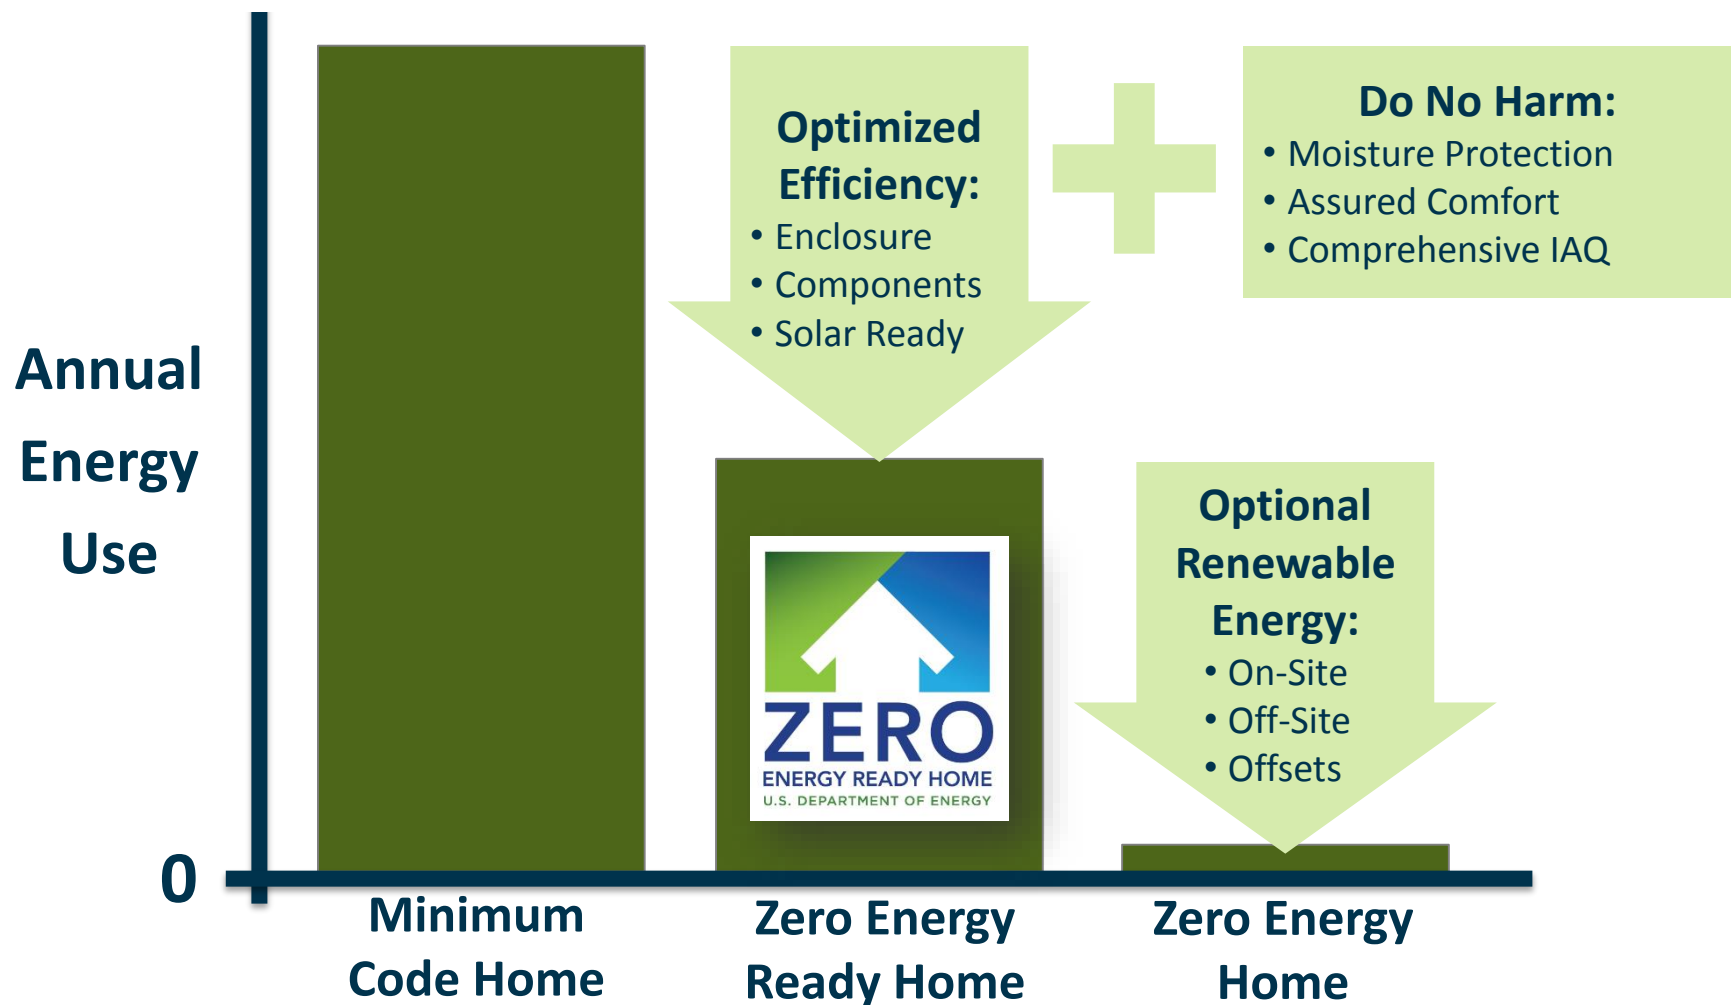 Annual
Energy
Use
0
Optimized
Efficiency:
• Enclosure
• Components
• Solar Ready
Do No Harm:
• Moisture Protection
• Assured Comfort
• Comprehensive IAQ
ZERO
ENERGY READY HOME
U.S. DEPARTMENT OF ENERGY
Optional
Renewable
Energy:
• On-Site
• Off-Site
• Offsets
Minimum
Code Home
Zero Energy
Ready Home
Zero Energy
Home